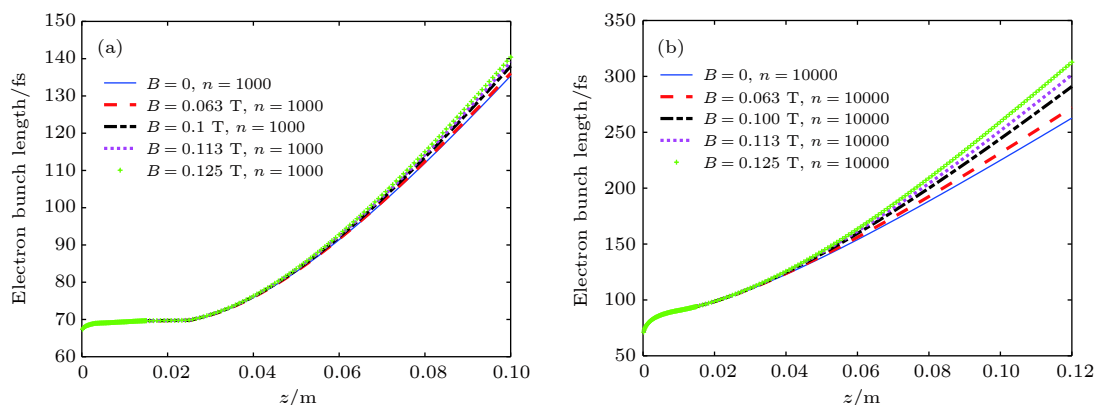 (a)
B = 0, n = 1000
B = 0.063 T, n = 1000
B = 0.1 T, n = 1000
B = 0.113 T, n = 1000
B = 0.125 T, n = 1000
Electron bunch length/fs
150
140
130
120
110
100
90
80
70
60
0 0.02 0.04 0.06 0.08 0.10
z/m
(b)
B = 0, n = 10000
B = 0.063 T, n = 10000
B = 0.100 T, n = 10000
B = 0.113 T, n = 10000
B = 0.125 T, n = 10000
Electron bunch length/fs
350
300
250
200
150
100
50
0 0.02 0.04 0.06 0.08 0.10 0.12
z/m